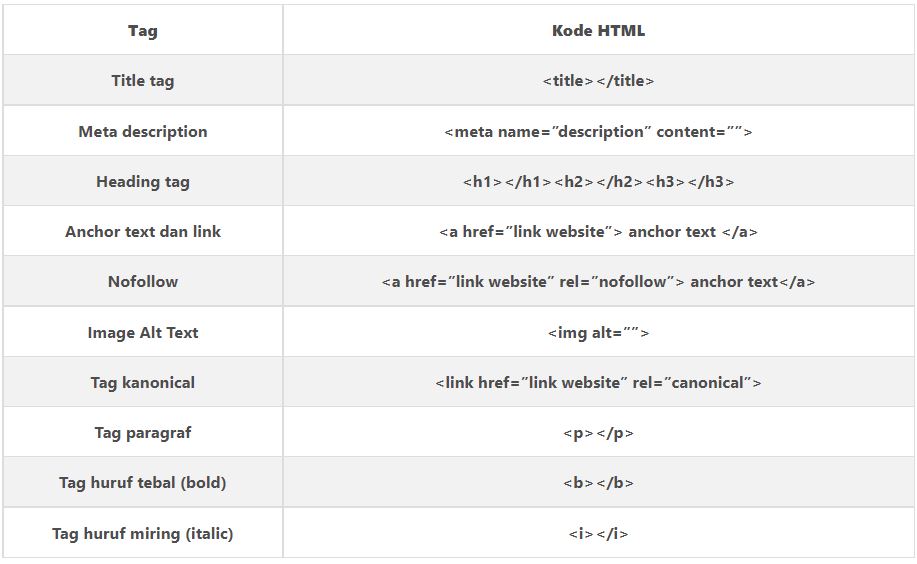 Tag Kode HTML
Title tag <title></title>
Meta description <meta name=”description” content=””>
Heading tag <h1></h1><h2></h2><h3></h3>
Anchor text dan link <a href=”link website”> anchor text </a>
Nofollow <a href=”link website” rel=”nofollow”> anchor text</a>
Image Alt Text <img alt=””>
Tag kanonical <link href=”link website” rel=”canonical”>
Tag paragraf <p></p>
Tag huruf tebal (bold) <b></b>
Tag huruf miring (italic) <i></i>